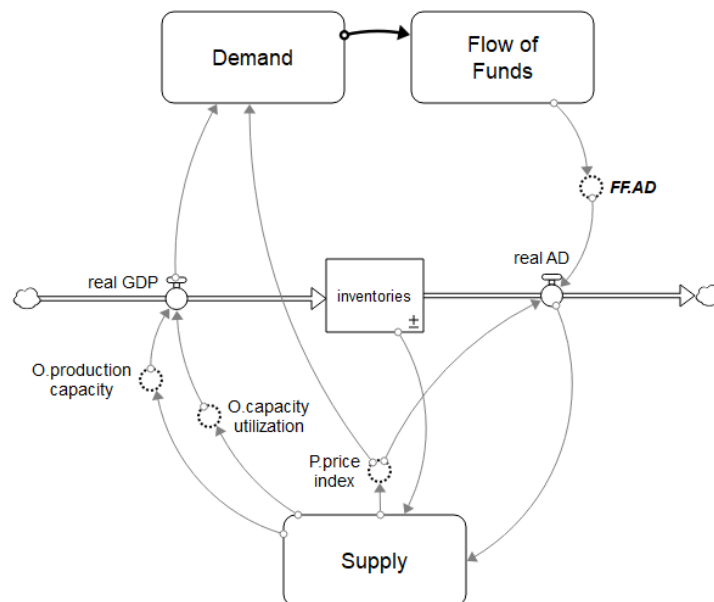 Demand
Flow of
Funds
FF.AD
real GDP
real AD
inventories
±
O.production
capacity
O.capacity
utilization
P.price
index
Supply